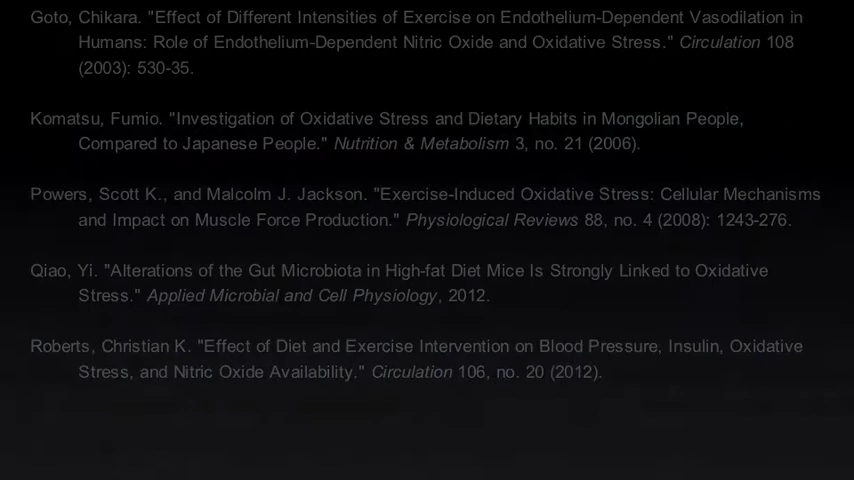 Goto, Chikara. "Effect of Different Intensities of Exercise on Endothelium-Dependent Vasodilation in
Humans: Role of Endothelium-Dependent Nitric Oxide and Oxidative Stress." Circulation 108
(2003): 530-35.
Komatsu, Fumio. "Investigation of Oxidative Stress and Dietary Habits in Mongolian People,
Compared to Japanese People." Nutrition & Metabolism 3, no. 21 (2006).
Powers, Scott K., and Malcolm J. Jackson. "Exercise-Induced Oxidative Stress: Cellular Mechanisms
and Impact on Muscle Force Production." Physiological Reviews 88, no. 4 (2008): 1243-276.
Qiao, Yi. "Alterations of the Gut Microbiota in High-fat Diet Mice Is Strongly Linked to Oxidative
Stress." Applied Microbial and Cell Physiology, 2012.
Roberts, Christian K. "Effect of Diet and Exercise Intervention on Blood Pressure, Insulin, Oxidative
Stress, and Nitric Oxide Availability." Circulation 106, no. 20 (2012).